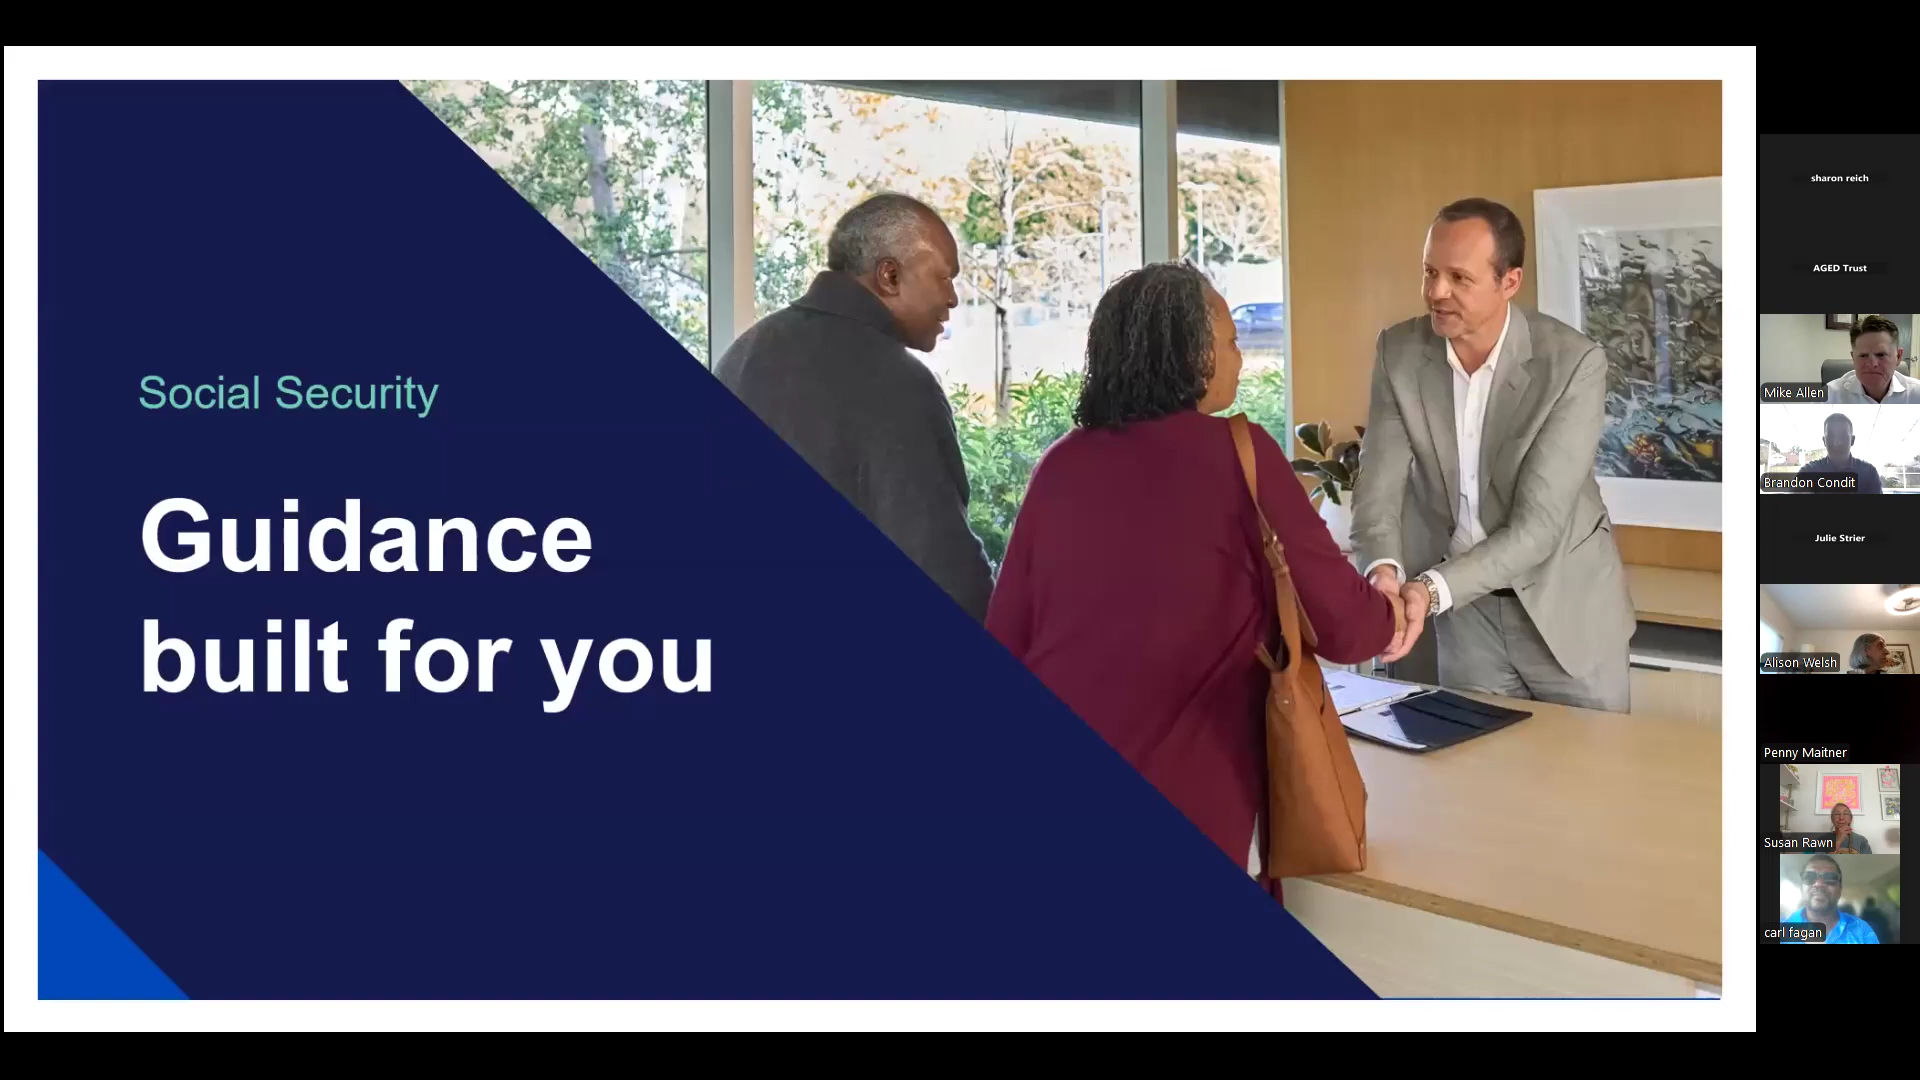 Social Security
Guidance
built for you
sharon reich
AGED Trust
Mike Allen
Brandon Condit
Julie Strier
Alison Welsh
Penny Maitner
Susan Rawn
carl fagan